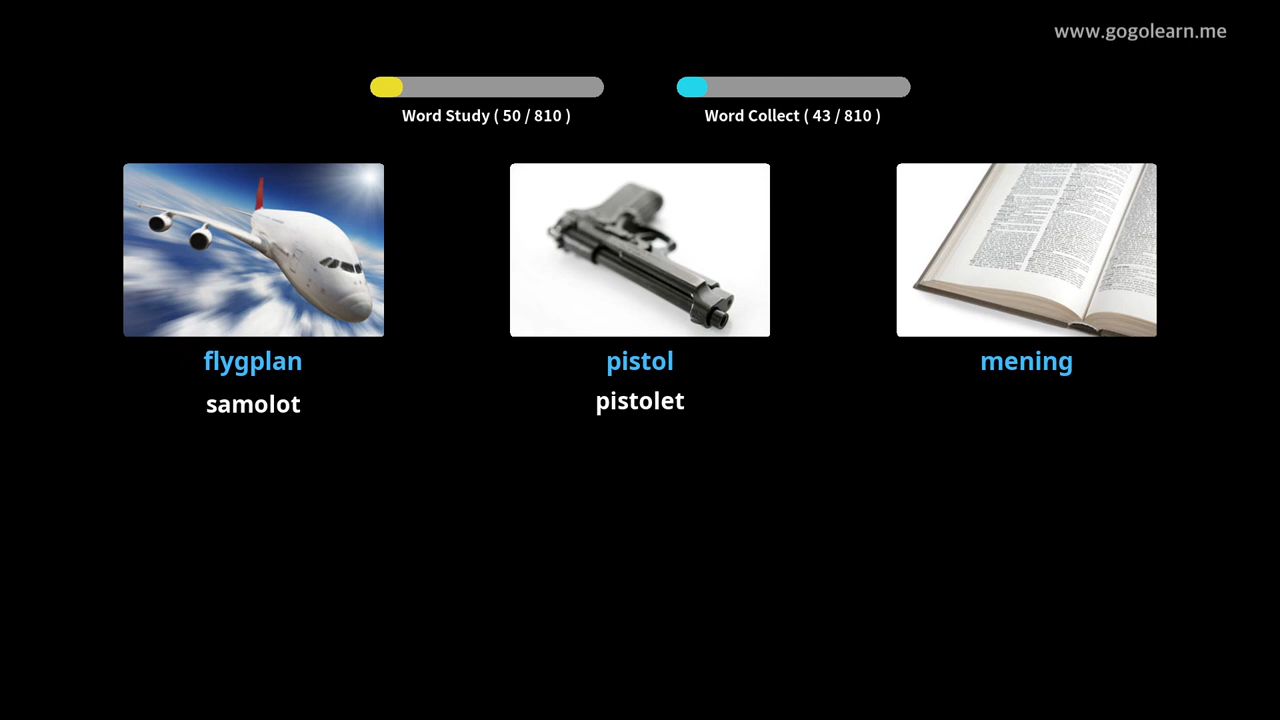 www.gogolearn.me
Word Study ( 50 / 810 )
Word Collect ( 43 / 810 )
flygplan
pistol
mening
samolot
pistolet